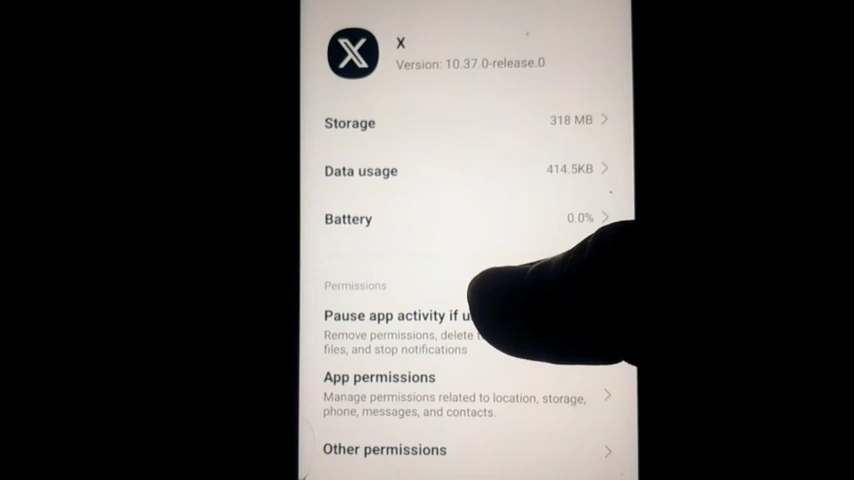 X
Version: 10.37.0-release.0
Storage
318 MB
Data usage
414.5KB
Battery
0.0%
Permissions
Pause app activity if
Remove permissions, delete
files, and stop notifications
App permissions
Manage permissions related to location, storage,
phone, messages, and contacts.
Other permissions